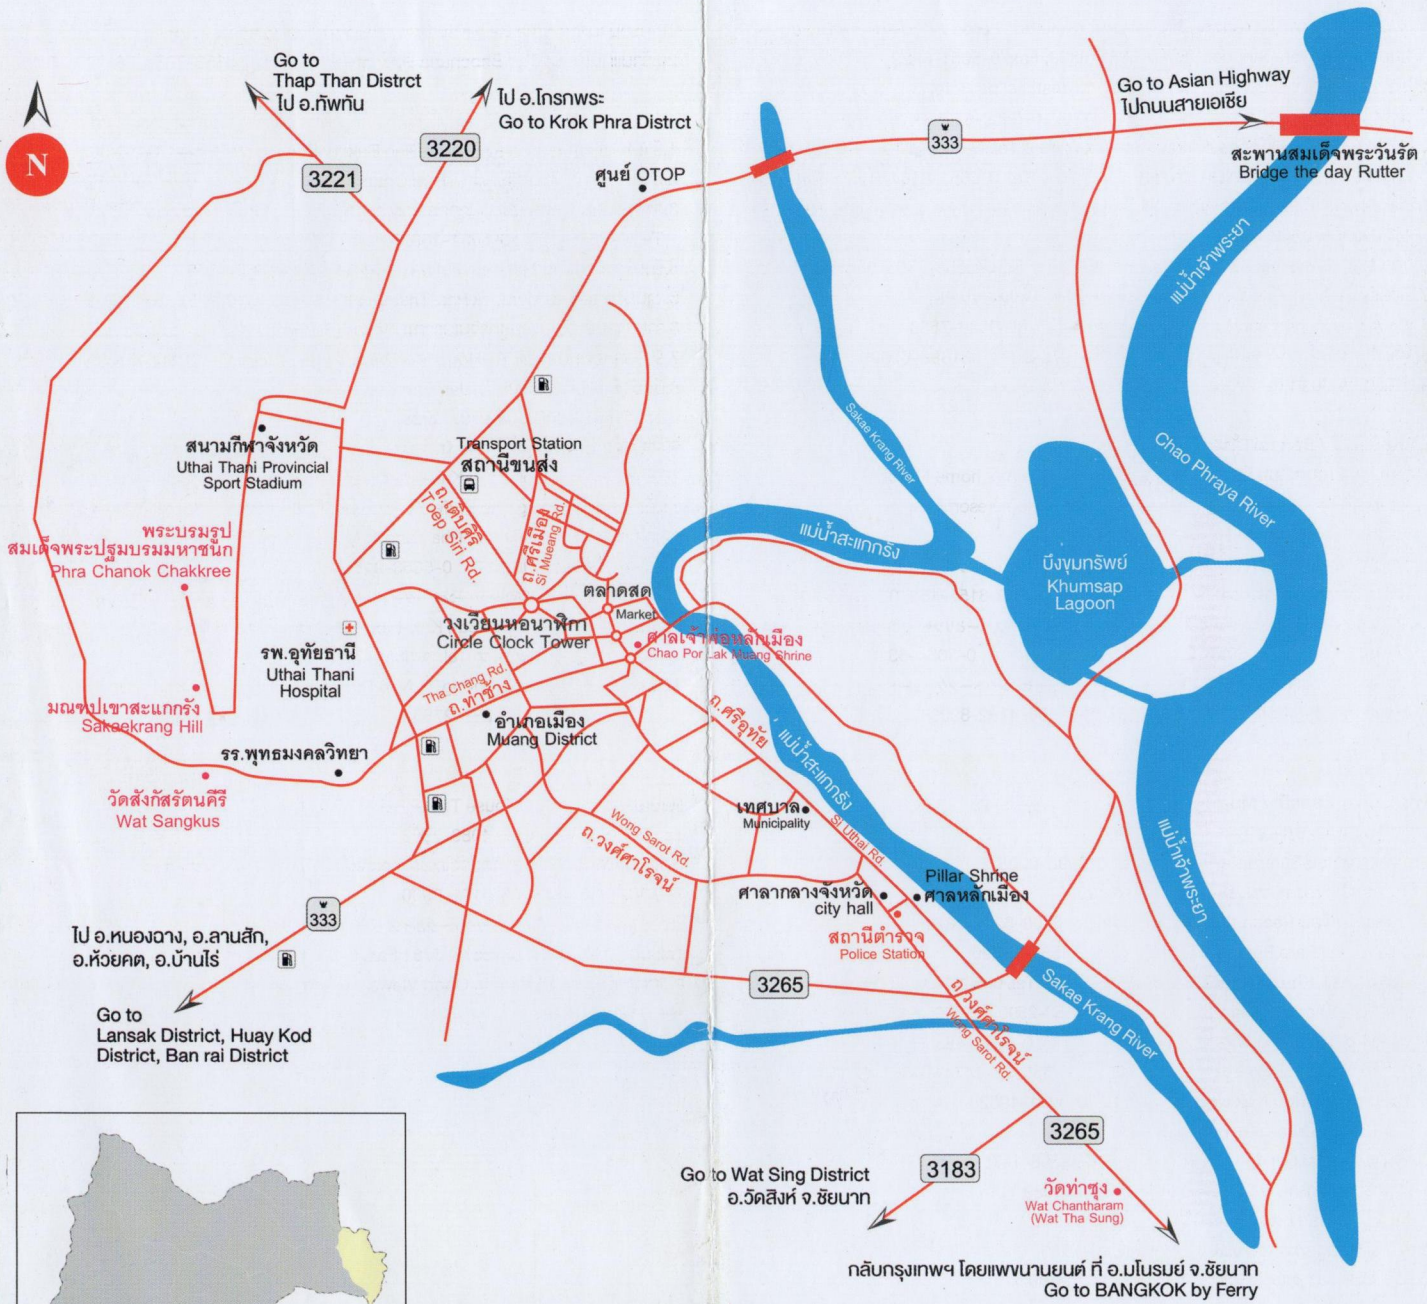 Go to
Thap Than Distrct
ไป อ.ทัพทัน
ไป อ.โกรกพระ
Go to Krok Phra Distrct
Go to Asian Highway
ไปถนนสายเอเชีย
N
3221
3220
333
ศูนย์ OTOP
สะพานสมเด็จพระวันรัต
Bridge the day Rutter
แม่น้ำเจ้าพระยา
Sakae Krang River
Chao Phraya River
สนามกีฬาจังหวัด
Uthai Thani Provincial
Sport Stadium
Transport Station
สถานีขนส่ง
ถ.เติบศิริ
Toep Siri Rd.
ถ.ศรีเมือง
Si Mueang Rd.
แม่น้ำสะแกกรัง
พระบรมรูป
สมเด็จพระปฐมบรมมหาชนก
Phra Chanok Chakkree
บึงขุมทรัพย์
Khumsap
Lagoon
ตลาดสด
Market
วงเวียนหอนาฬิกา
Circle Clock Tower
ศาลเจ้าพ่อหลักเมือง
Chao Por Lak Muang Shrine
รพ.อุทัยธานี
Uthai Thani
Hospital
Tha Chang Rd.
ถ.ท่าช้าง
มณฑปเขาสะแกกรัง
Sakaekrang Hill
อำเภอเมือง
Muang District
ถ.ศรีอุทัย
แม่น้ำสะแกกรัง
รร.พุทธมงคลวิทยา
วัดสังกัสรัตนคีรี
Wat Sangkus
เทศบาล
Municipality
Si Uthai Rd.
Wong Sarot Rd.
ถ.วงศ์ศาโรจน์
แม่น้ำเจ้าพระยา
ศาลากลางจังหวัด
city hall
Pillar Shrine
ศาลหลักเมือง
333
สถานีตำรวจ
Police Station
ไป อ.หนองฉาง, อ.ลานสัก,
อ.ห้วยคต, อ.บ้านไร่
3265
ถ.วงศ์ศาโรจน์
Wong Sarot Rd.
Sakae Krang River
Go to
Lansak District, Huay Kod
District, Ban rai District
3265
3183
Go to Wat Sing District
อ.วัดสิงห์ จ.ชัยนาท
วัดท่าซุง
Wat Chantharam
(Wat Tha Sung)
กลับกรุงเทพฯ โดยแพขนานยนต์ ที่ อ.มโนรมย์ จ.ชัยนาท
Go to BANGKOK by Ferry